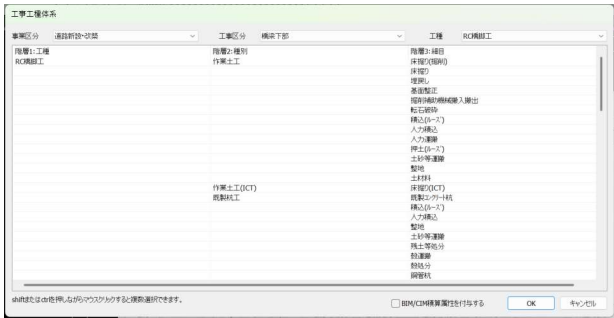 工事工種体系
事業区分 道路新設・改築 工事区分 橋梁下部 工種 RC橋脚工
階層1:工種 階層2:種別 階層3:細目
RC橋脚工 作業土工 床掘り(掘削)
床掘り
埋戻し
基面整正
掘削補助機械搬入搬出
転石破砕
積込(ルーズ)
人力積込
人力運搬
押土(ルーズ)
土砂等運搬
整地
土材料
作業土工(ICT) 床掘り(ICT)
既製杭工 既製コンクリート杭
積込(ルーズ)
人力積込
整地
土砂等運搬
残土等処分
殻運搬
殻処分
鋼管杭
shiftまたはctrlを押しながらマウスクリックすると複数選択できます。
BIM/CIM積算属性を付与する OK キャンセル